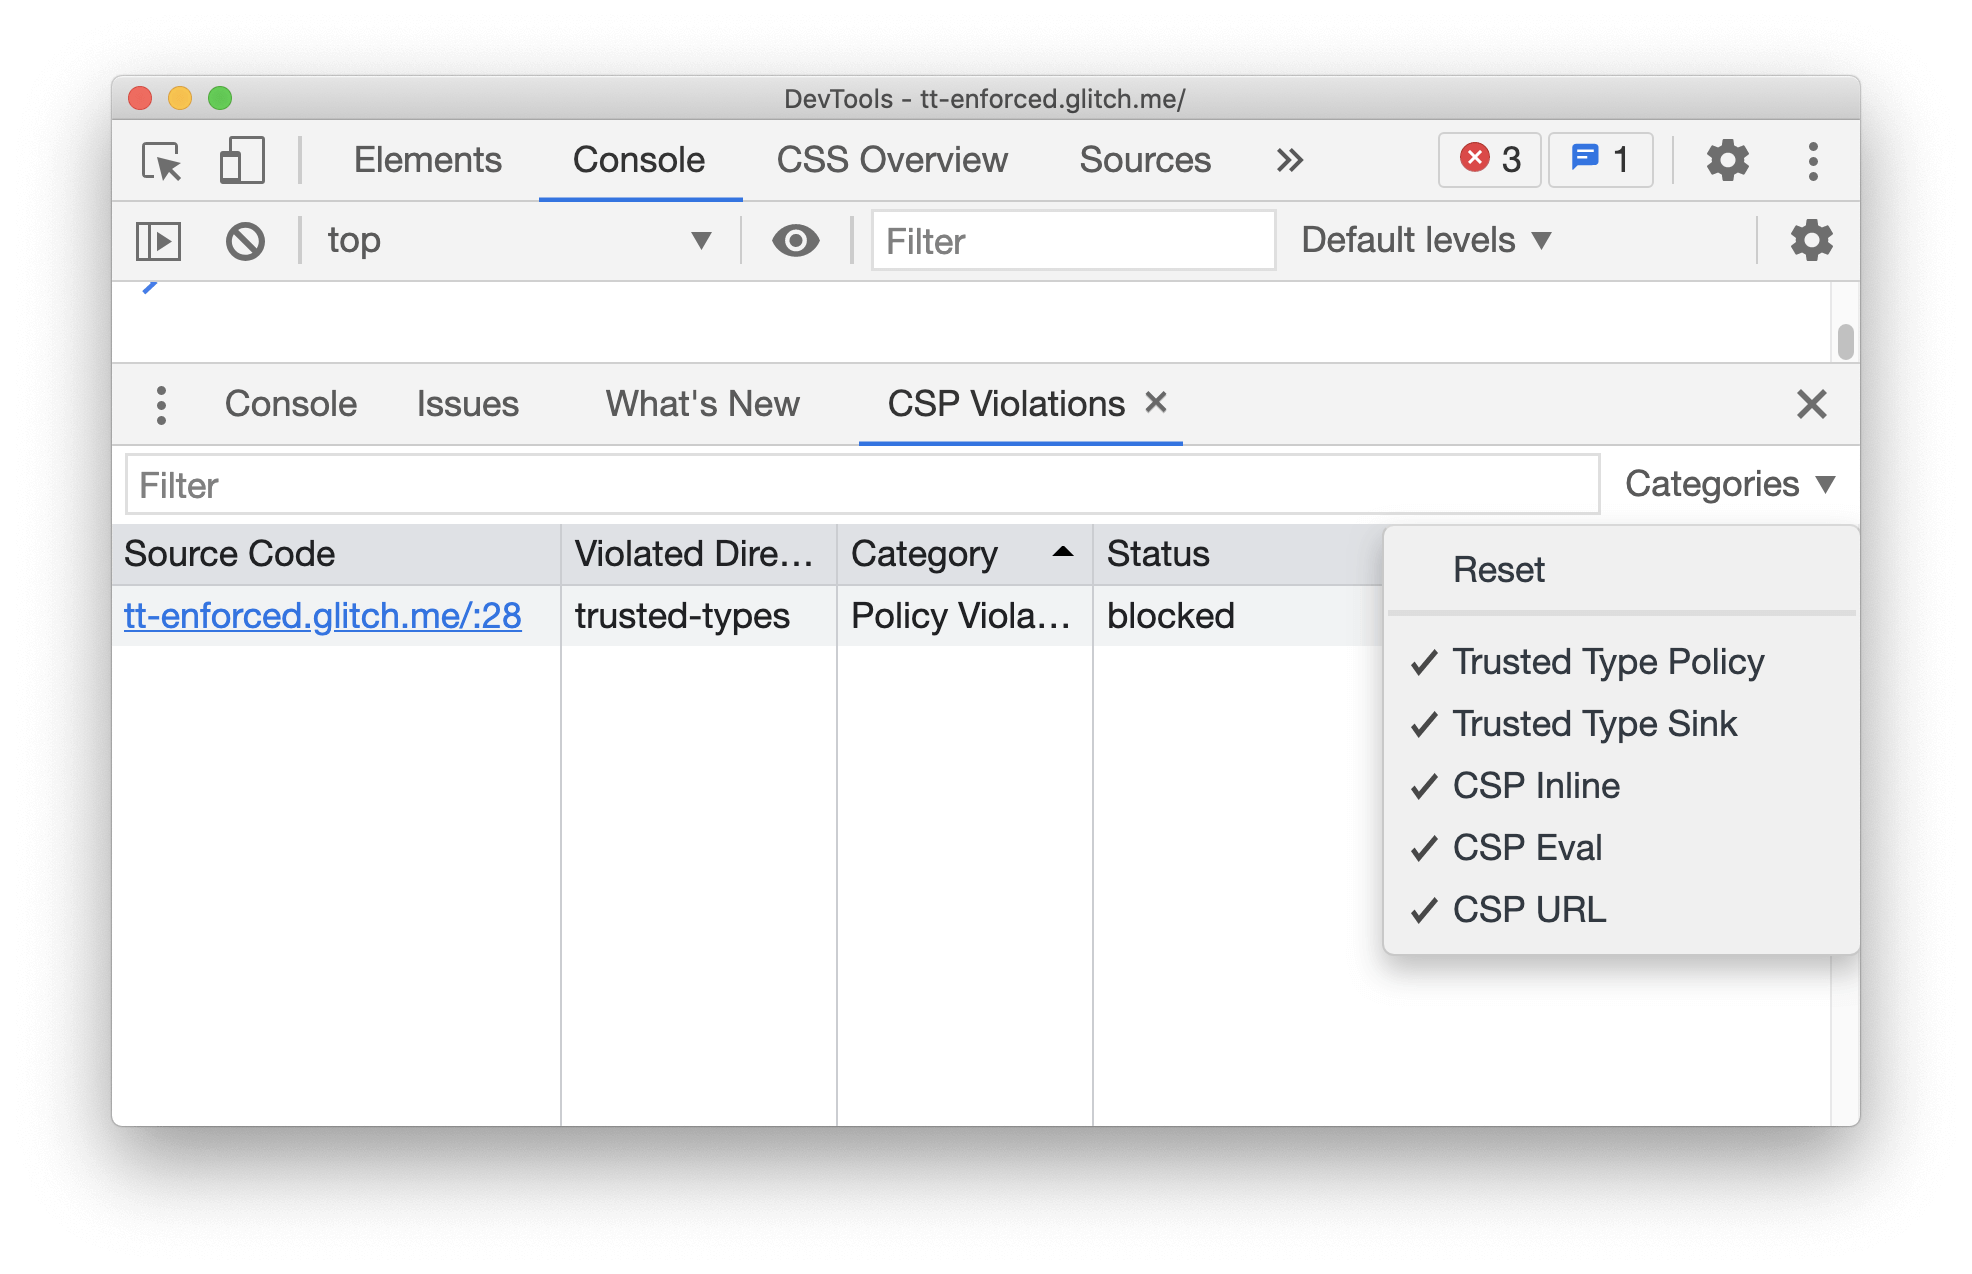 DevTools - tt-enforced.glitch.me/
Elements Console CSS Overview Sources 3 1
top Filter Default levels
Console Issues What's New CSP Violations
Filter Categories
Source Code Violated Dire... Category Status
Reset
tt-enforced.glitch.me/:28 trusted-types Policy Viola... blocked
Trusted Type Policy
Trusted Type Sink
CSP Inline
CSP Eval
CSP URL